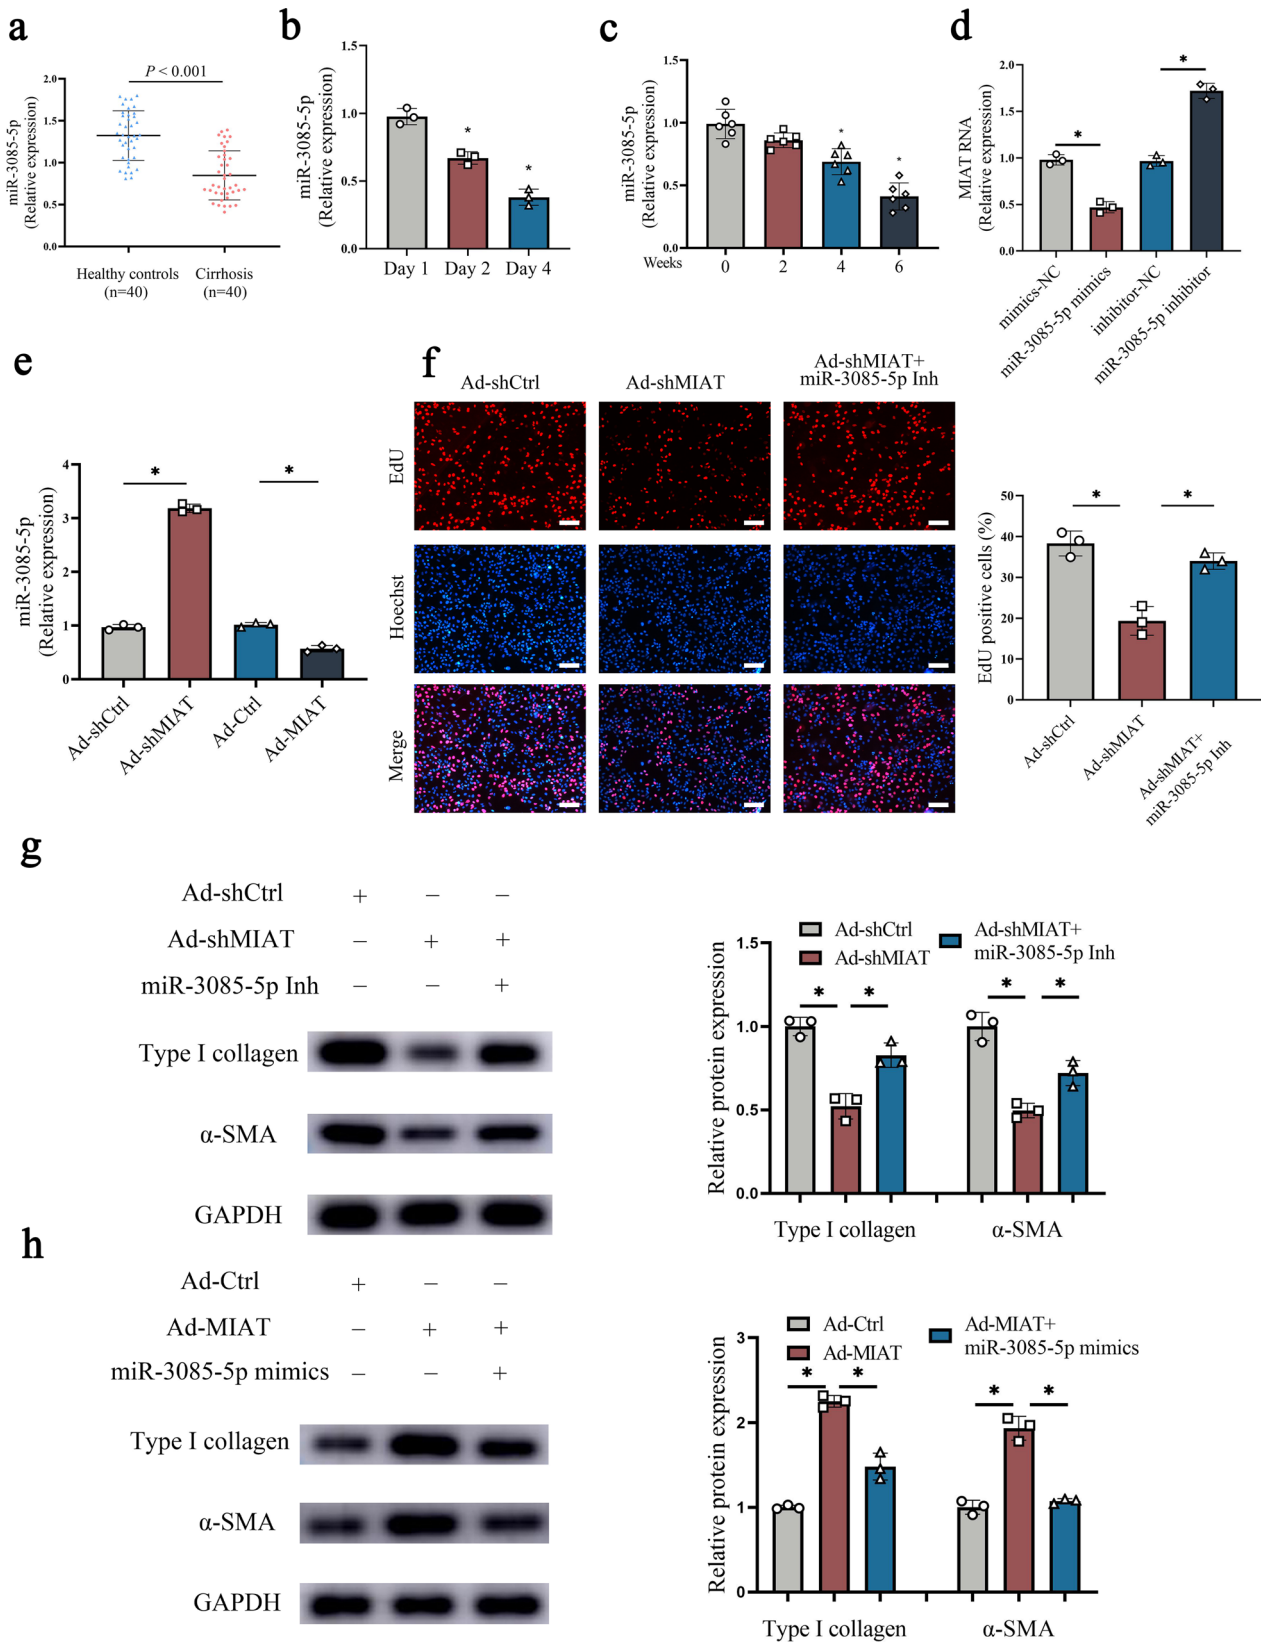 a
miR-3085-5p
(Relative expression)
2.0
1.5
1.0
0.5
0.0
P < 0.001
Healthy controls
(n=40)
Cirrhosis
(n=40)
b
miR-3085-5p
(Relative expression)
1.5
1.0
0.5
0.0
*
*
Day 1
Day 2
Day 4
c
miR-3085-5p
(Relative expression)
1.5
1.0
0.5
0.0
*
*
Weeks
0
2
4
6
d
MIAT RNA
(Relative expression)
2.0
1.5
1.0
0.5
0.0
*
*
mimics-NC
miR-3085-5p mimics
inhibitor-NC
miR-3085-5p inhibitor
e
miR-3085-5p
(Relative expression)
4
3
2
1
0
*
*
Ad-shCtrl
Ad-shMIAT
Ad-Ctrl
Ad-MIAT
f
Ad-shCtrl
Ad-shMIAT
Ad-shMIAT+
miR-3085-5p Inh
EdU
Hoechst
Merge
EdU positive cells (%)
50
40
30
20
10
0
*
*
Ad-shCtrl
Ad-shMIAT
Ad-shMIAT+
miR-3085-5p Inh
g
Ad-shCtrl + − −
Ad-shMIAT − + +
miR-3085-5p Inh − − +
Type I collagen
α-SMA
GAPDH
Ad-shCtrl
Ad-shMIAT
Ad-shMIAT+
miR-3085-5p Inh
Relative protein expression
1.5
1.0
0.5
0.0
* * * *
Type I collagen
α-SMA
h
Ad-Ctrl + − −
Ad-MIAT − + +
miR-3085-5p mimics − − +
Type I collagen
α-SMA
GAPDH
Ad-Ctrl
Ad-MIAT
Ad-MIAT+
miR-3085-5p mimics
Relative protein expression
3
2
1
0
* * * *
Type I collagen
α-SMA